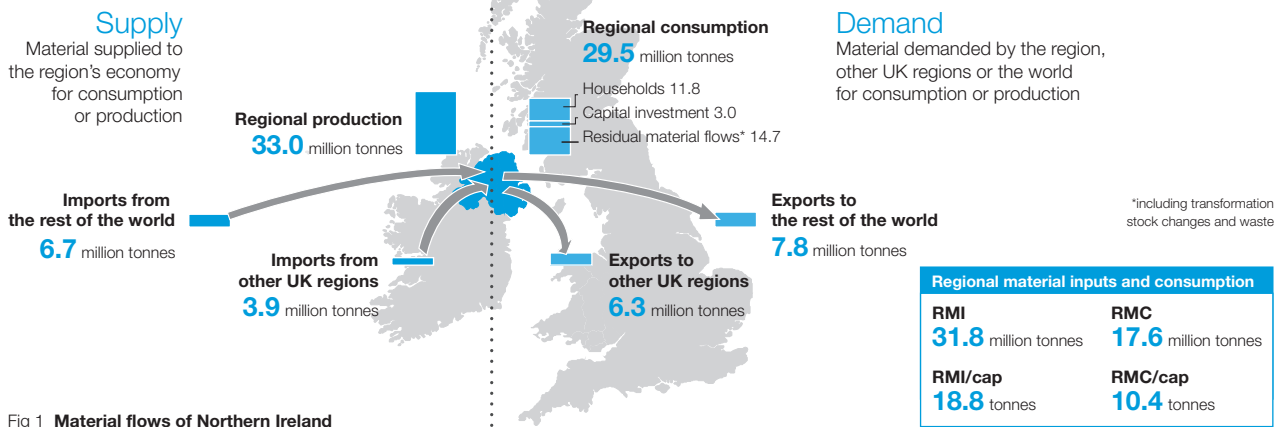 Supply
Material supplied to
the region's economy
for consumption
or production
Regional production
33.0 million tonnes
Imports from
the rest of the world
6.7 million tonnes
Imports from
other UK regions
3.9 million tonnes
Regional consumption
29.5 million tonnes
Households 11.8
Capital investment 3.0
Residual material flows* 14.7
Demand
Material demanded by the region,
other UK regions or the world
for consumption or production
Exports to
other UK regions
6.3 million tonnes
Exports to
the rest of the world
7.8 million tonnes
*including transformation
stock changes and waste
Regional material inputs and consumption
RMI
31.8 million tonnes
RMC
17.6 million tonnes
RMI/cap
18.8 tonnes
RMC/cap
10.4 tonnes
Fig 1 Material flows of Northern Ireland